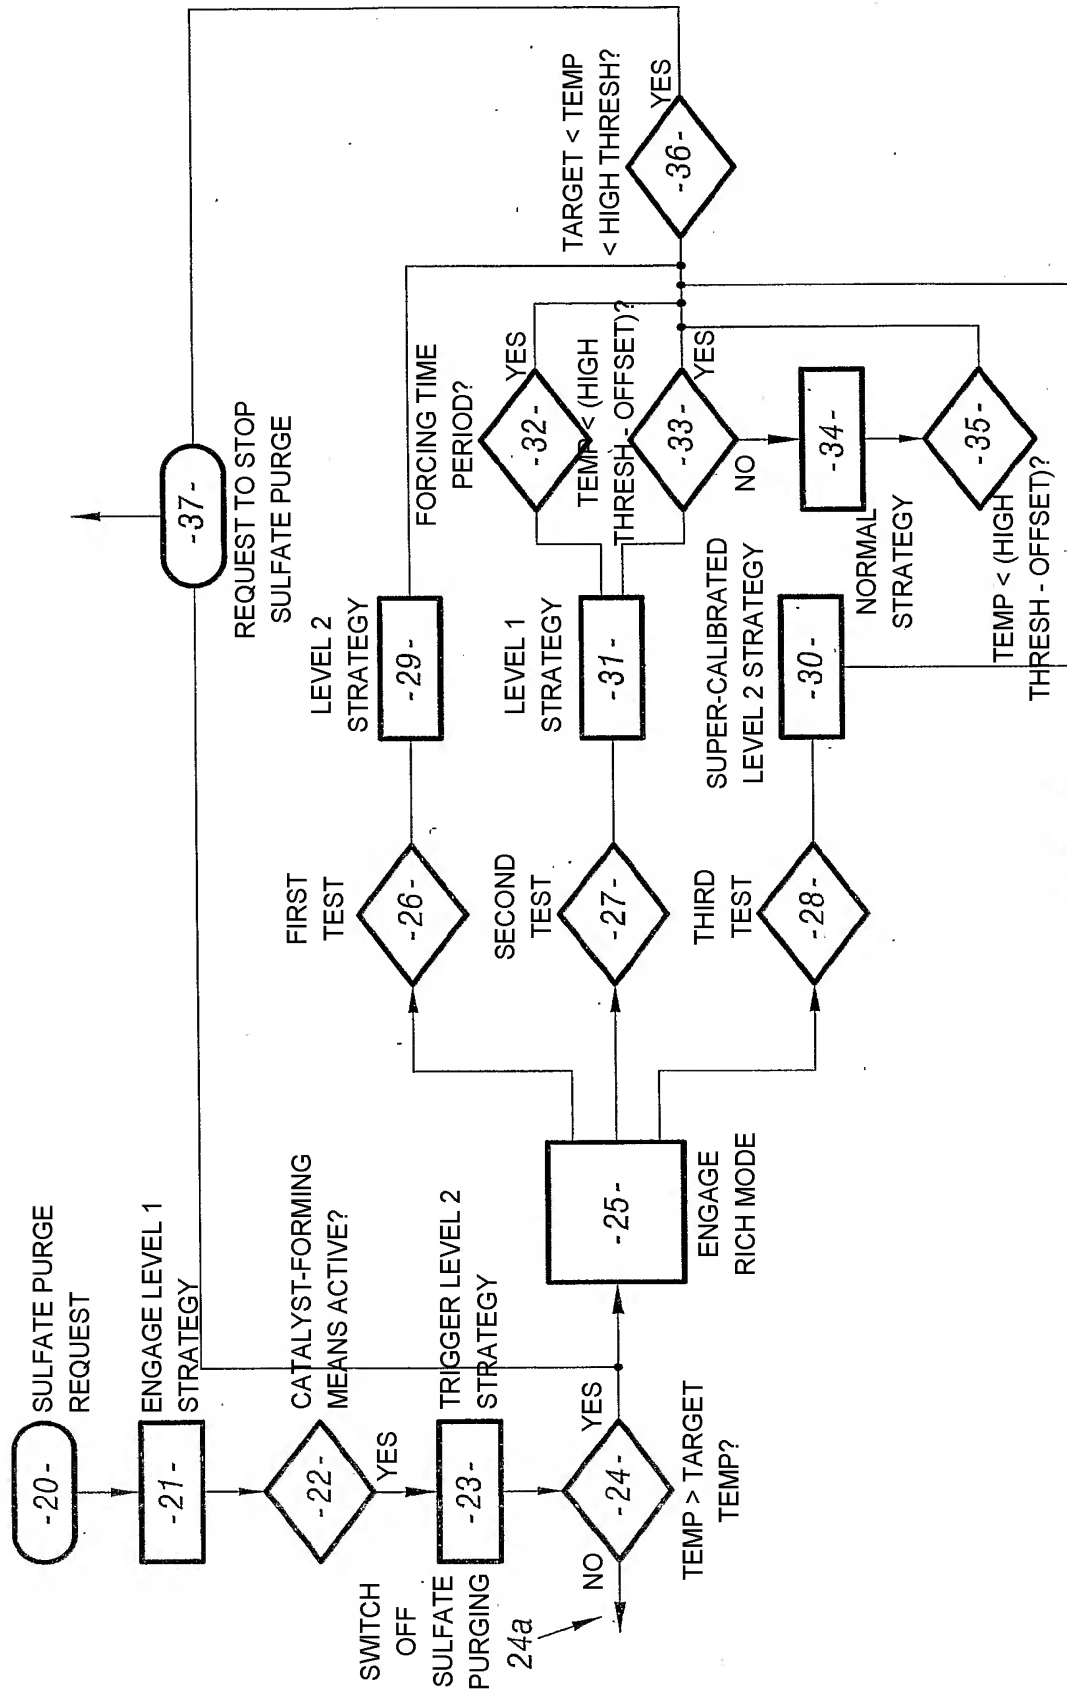 -20-
SULFATE PURGE
REQUEST
-21-
ENGAGE LEVEL 1
STRATEGY
-22-
CATALYST-FORMING
MEANS ACTIVE?
YES
-23-
TRIGGER LEVEL 2
STRATEGY
SWITCH
OFF
SULFATE
PURGING
24a
NO
-24-
YES
TEMP > TARGET
TEMP?
-25-
ENGAGE
RICH MODE
FIRST
TEST
-26-
SECOND
TEST
-27-
THIRD
TEST
-28-
LEVEL 2
STRATEGY
-29-
LEVEL 1
STRATEGY
-31-
SUPER-CALIBRATED
LEVEL 2 STRATEGY
-30-
FORCING TIME
PERIOD?
-32-
YES
TEMP < (HIGH
THRESH - OFFSET)?
-33-
YES
NO
-34-
NORMAL
STRATEGY
-35-
TEMP < (HIGH
THRESH - OFFSET)?
TARGET < TEMP
< HIGH THRESH?
-36-
YES
-37-
REQUEST TO STOP
SULFATE PURGE